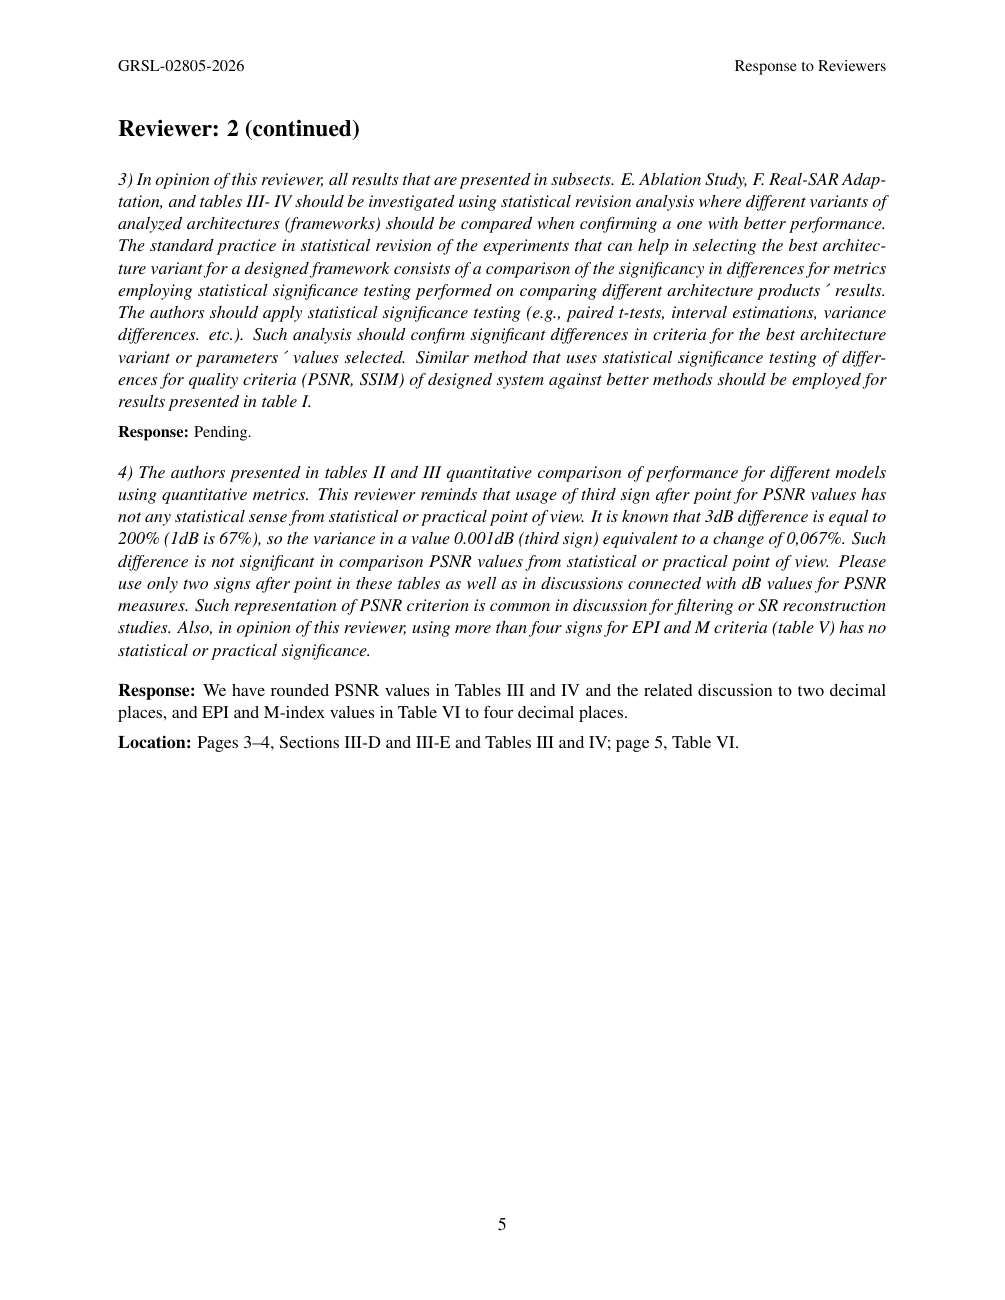 GRSL-02805-2026
Response to Reviewers
Reviewer: 2 (continued)
3) In opinion of this reviewer, all results that are presented in subsects. E. Ablation Study, F. Real-SAR Adap-
tation, and tables III- IV should be investigated using statistical revision analysis where different variants of
analyzed architectures (frameworks) should be compared when confirming a one with better performance.
The standard practice in statistical revision of the experiments that can help in selecting the best architec-
ture variant for a designed framework consists of a comparison of the significancy in differences for metrics
employing statistical significance testing performed on comparing different architecture products´ results.
The authors should apply statistical significance testing (e.g., paired t-tests, interval estimations, variance
differences. etc.). Such analysis should confirm significant differences in criteria for the best architecture
variant or parameters´ values selected. Similar method that uses statistical significance testing of differ-
ences for quality criteria (PSNR, SSIM) of designed system against better methods should be employed for
results presented in table I.
Response: Pending.
4) The authors presented in tables II and III quantitative comparison of performance for different models
using quantitative metrics. This reviewer reminds that usage of third sign after point for PSNR values has
not any statistical sense from statistical or practical point of view. It is known that 3dB difference is equal to
200% (1dB is 67%), so the variance in a value 0.001dB (third sign) equivalent to a change of 0,067%. Such
difference is not significant in comparison PSNR values from statistical or practical point of view. Please
use only two signs after point in these tables as well as in discussions connected with dB values for PSNR
measures. Such representation of PSNR criterion is common in discussion for filtering or SR reconstruction
studies. Also, in opinion of this reviewer, using more than four signs for EPI and M criteria (table V) has no
statistical or practical significance.
Response: We have rounded PSNR values in Tables III and IV and the related discussion to two decimal
places, and EPI and M-index values in Table VI to four decimal places.
Location: Pages 3–4, Sections III-D and III-E and Tables III and IV; page 5, Table VI.
5